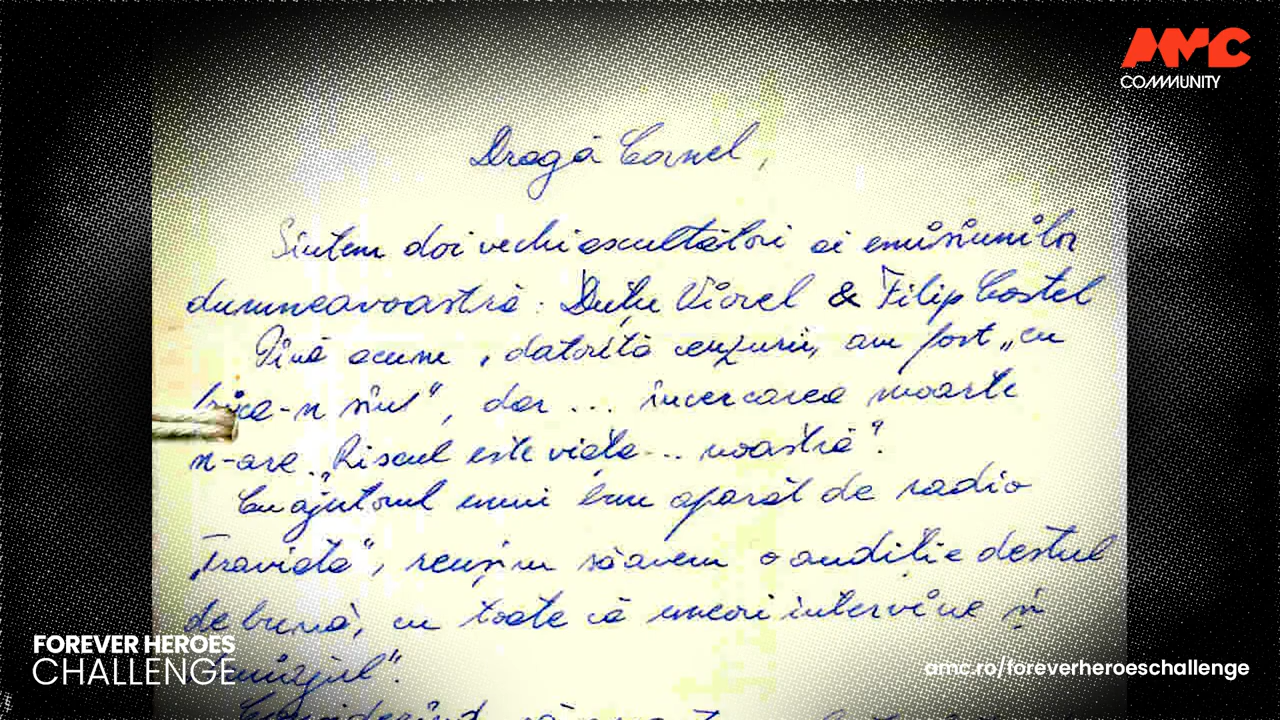 AMC
COMMUNITY
Dragă Cornel,
Sîntem doi vechi ascultători ai emisiunilor
dumneavoastră: Duțu Viorel & Filip Costel
Pînă acum, datorită cenzurii, am fost „cu
frica-n sîn", dar ... încercarea moarte
n-are. „Riscul este viața... noastră".
Cu ajutorul unui bun aparat de radio
„Traviata", reușim să avem o audiție destul
de bună, cu toate că uneori intervine și
„bruiajul".
FOREVER HEROES
CHALLENGE
amc.ro/foreverheroeschallenge